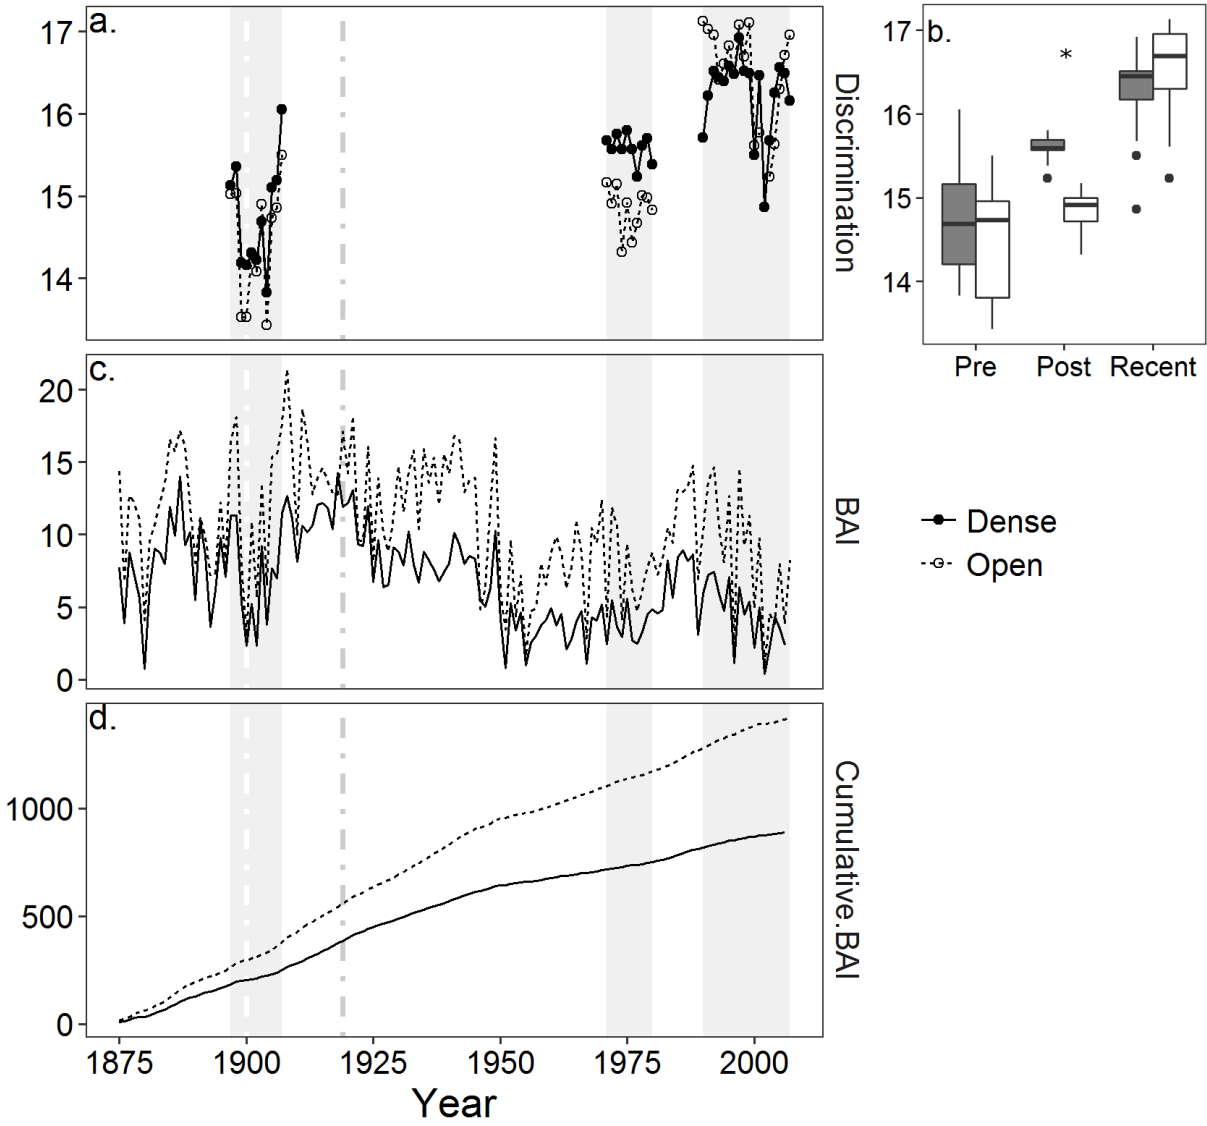 a.
17
16
15
14
Discrimination
b.
17
*
16
15
14
Pre Post Recent
c.
20
15
10
5
0
BAI
Dense
Open
d.
1000
500
0
Cumulative.BAI
1875 1900 1925 1950 1975 2000
Year